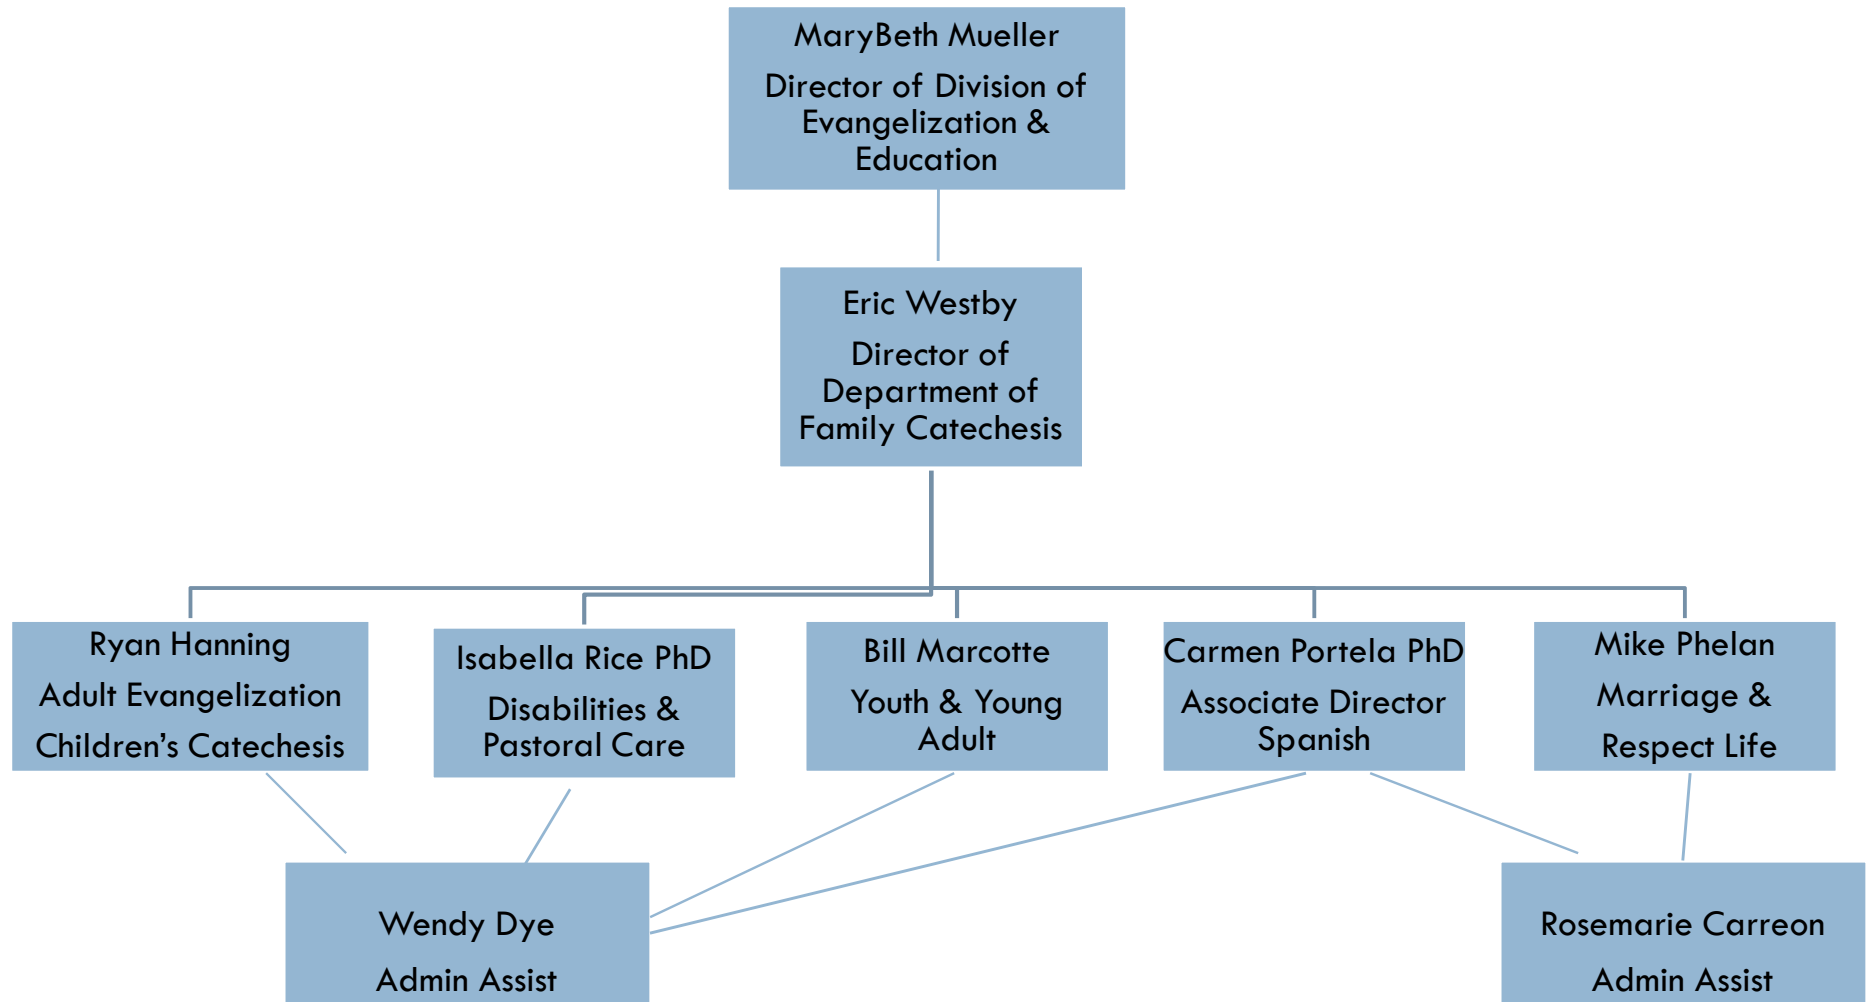 MaryBeth Mueller
Director of Division of
Evangelization &
Education
Eric Westby
Director of
Department of
Family Catechesis
Ryan Hanning
Adult Evangelization
Children's Catechesis
Isabella Rice PhD
Disabilities &
Pastoral Care
Bill Marcotte
Youth & Young
Adult
Carmen Portela PhD
Associate Director
Spanish
Mike Phelan
Marriage &
Respect Life
Wendy Dye
Admin Assist
Rosemarie Carreon
Admin Assist